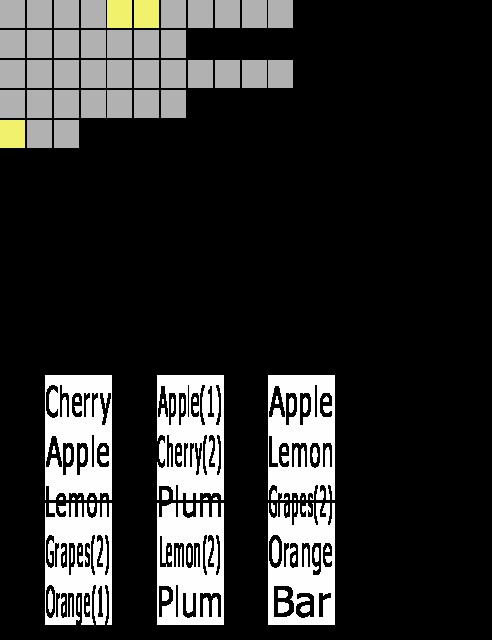 Cherry Apple(1) Apple
Apple Cherry(2) Lemon
Lemon Plum Grapes(2)
Grapes(2) Lemon(2) Orange
Orange(1) Plum Bar